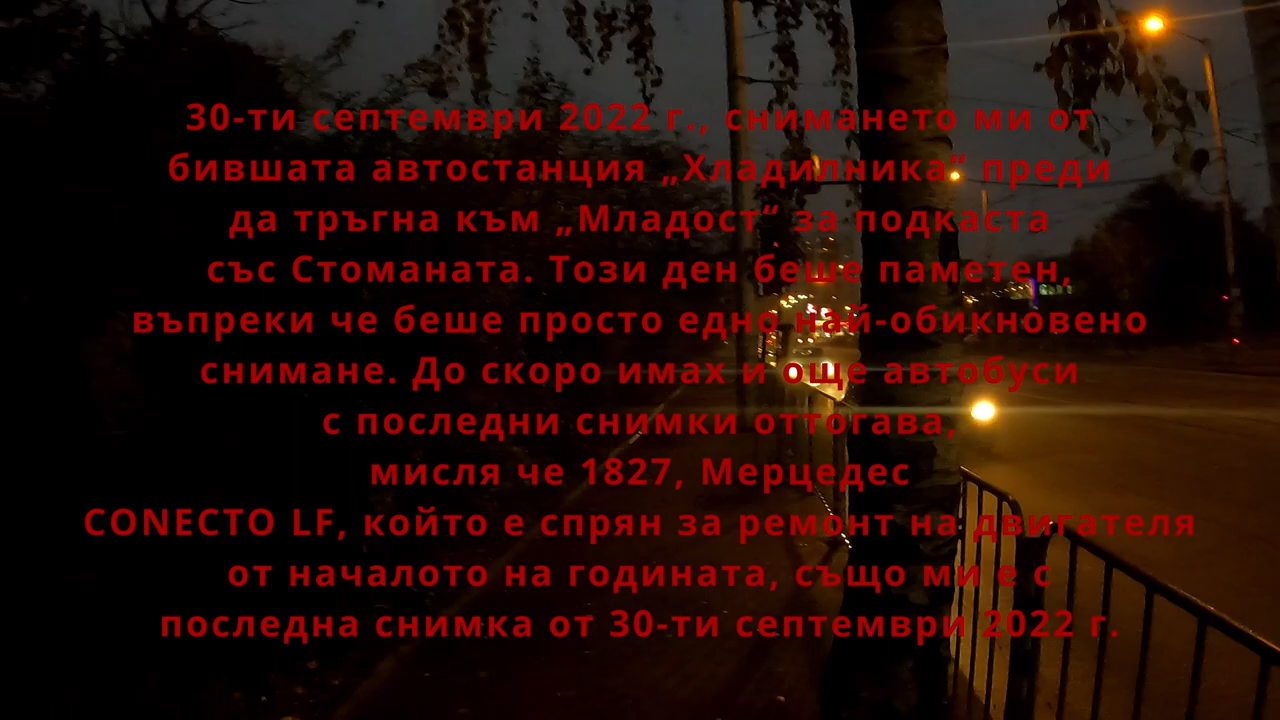 30-ти септември 2022 г., снимането ми от
бившата автостанция „Хладилника“ преди
да тръгна към „Младост“ за подкаста
със Стоманата. Този ден беше паметен,
въпреки че беше просто едно най-обикновено
снимане. До скоро имах и още автобуси
с последни снимки оттогава,
мисля че 1827, Мерцедес
CONECTO LF, който е спрян за ремонт на двигателя
от началото на годината, също ми е с
последна снимка от 30-ти септември 2022 г.